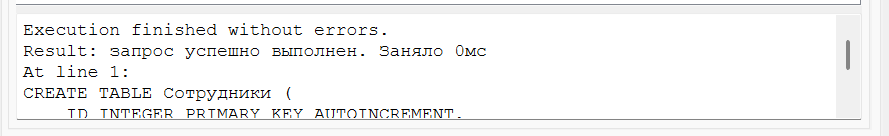 Execution finished without errors.
Result: запрос успешно выполнен. Заняло 0мс
At line 1:
CREATE TABLE Сотрудники (
ID INTEGER PRIMARY KEY AUTOINCREMENT,